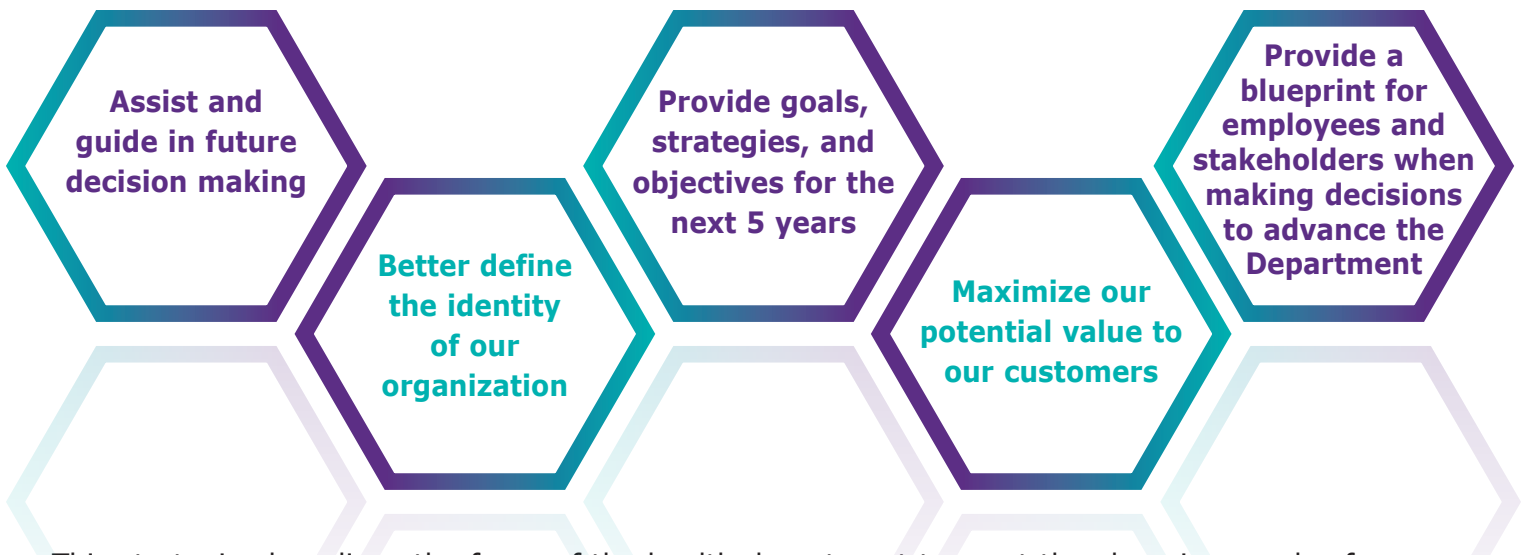 Assist and
guide in future
decision making
Better define
the identity
of our
organization
Provide goals,
strategies, and
objectives for the
next 5 years
Maximize our
potential value to
our customers
Provide a
blueprint for
employees and
stakeholders when
making decisions
to advance the
Department